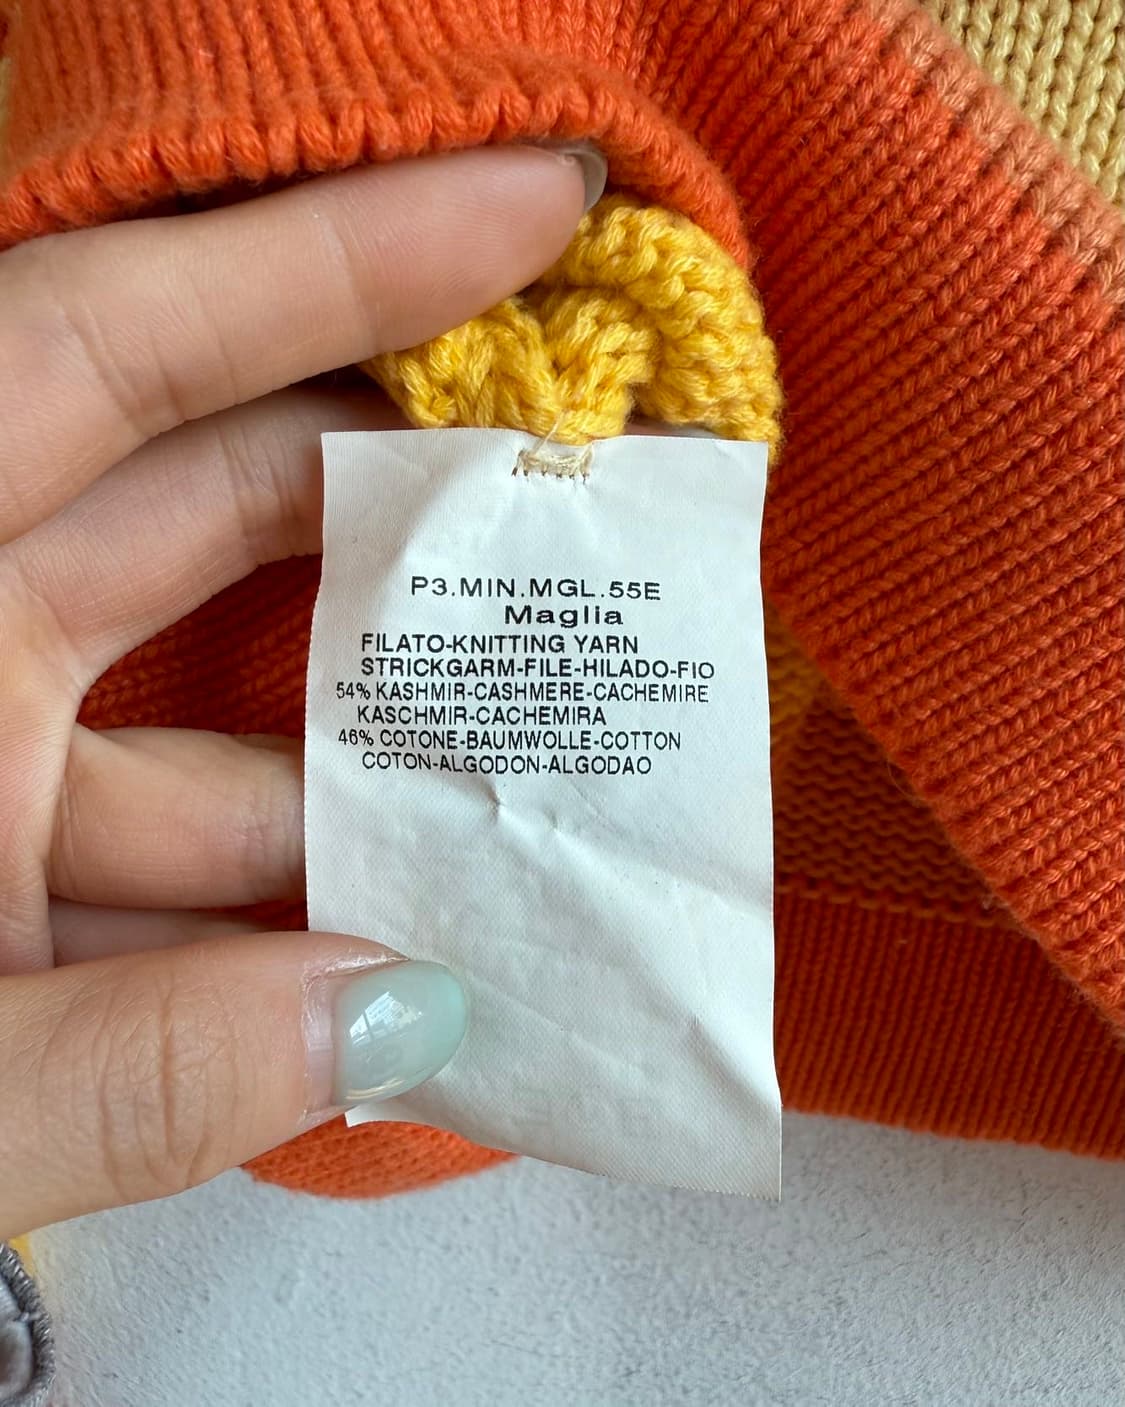 P3.MIN.MGL.55E
Maglia
FILATO-KNITTING YARN
STRICKGARM-FILE-HILADO-FIO
54% KASHMIR-CASHMERE-CACHEMIRE
KASCHMIR-CACHEMIRA
46% COTONE-BAUMWOLLE-COTTON
COTON-ALGODON-ALGODAO